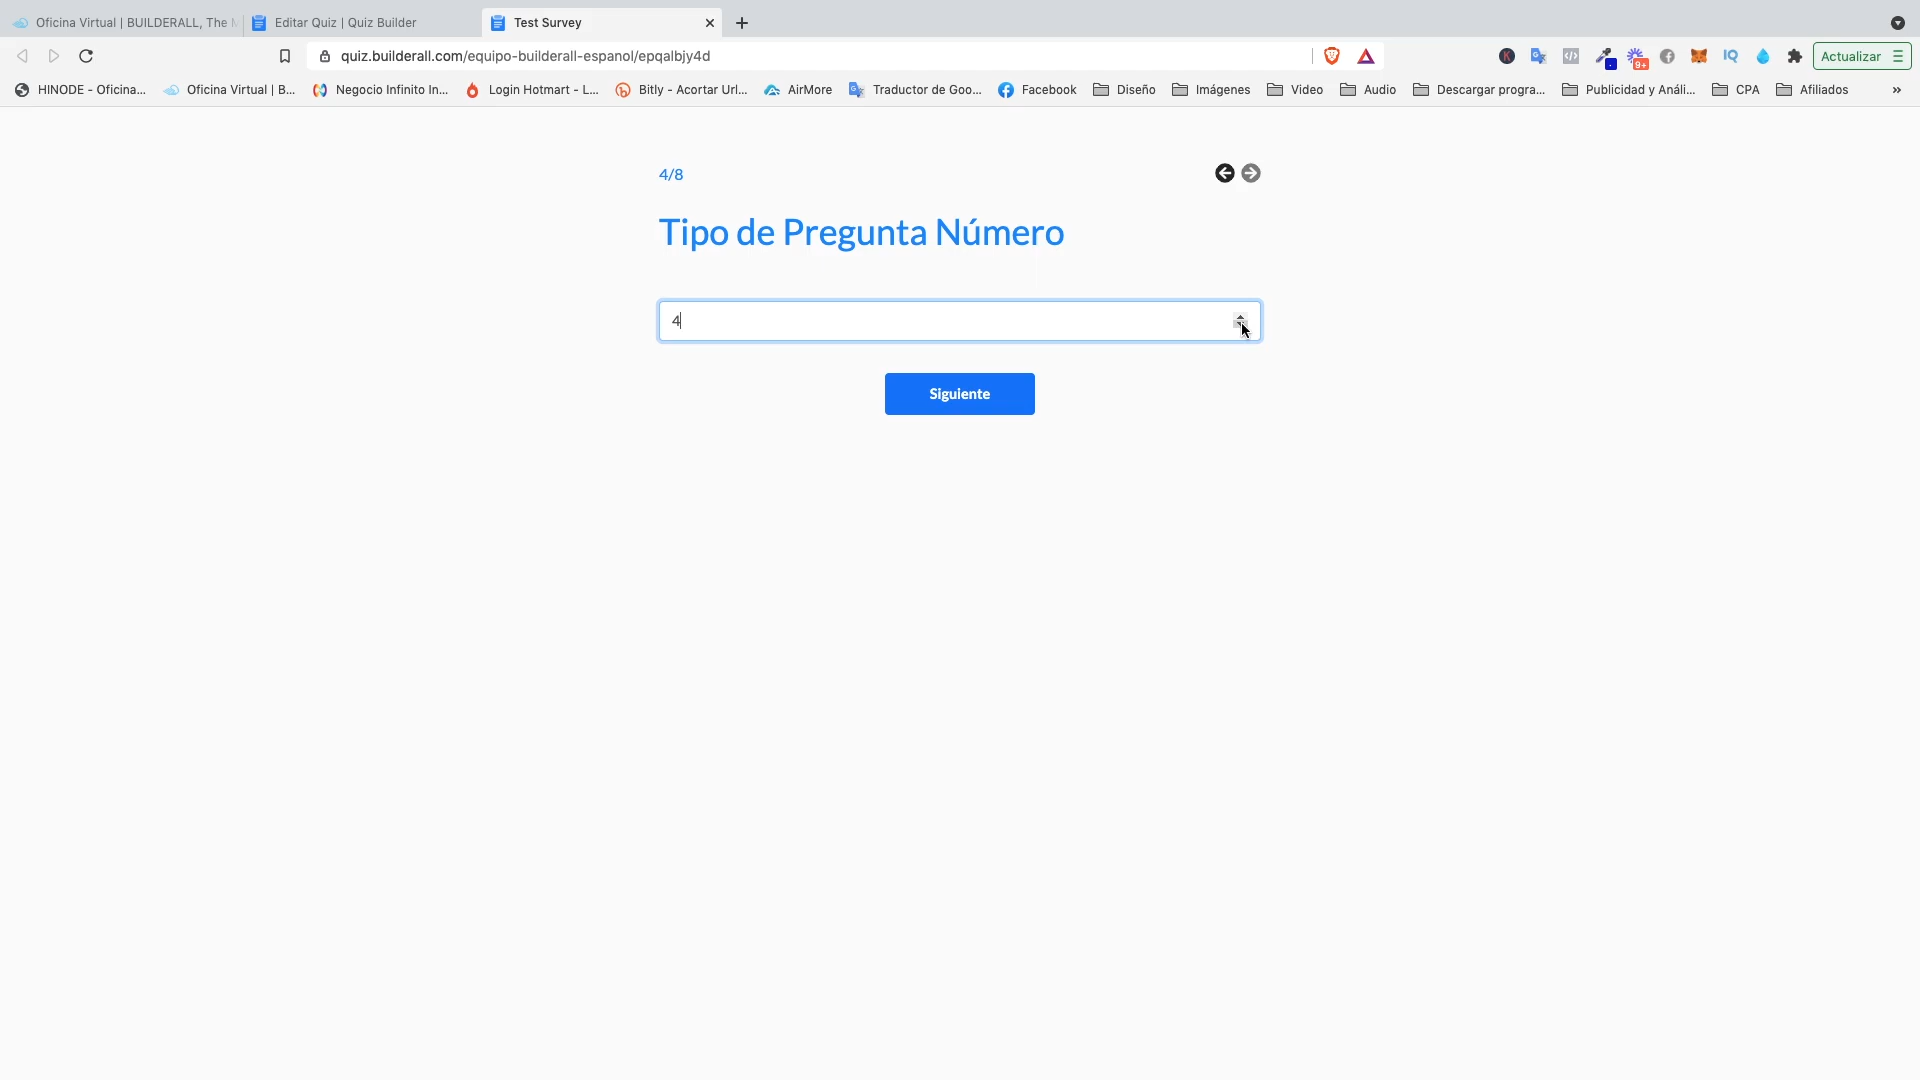 Oficina Virtual | BUILDERALL, The M
Editar Quiz | Quiz Builder
Test Survey
quiz.builderall.com/equipo-builderall-espanol/epqalbjy4d
9+
Actualizar
HINODE - Oficina...
Oficina Virtual | B...
Negocio Infinito In...
Login Hotmart - L...
Bitly - Acortar Url...
AirMore
Traductor de Goo...
Facebook
Diseño
Imágenes
Video
Audio
Descargar progra...
Publicidad y Análi...
CPA
Afiliados
»
4/8
Tipo de Pregunta Número
4
Siguiente